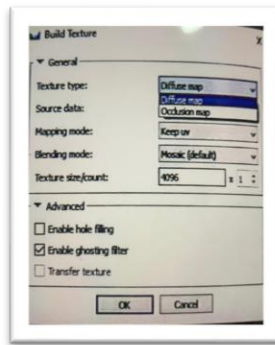 Build Texture
X
General
Texture type: Diffuse map
Diffuse map
Source data: Occlusion map
Mapping mode: Keep uv
Blending mode: Mosaic (default)
Texture size/count: 4096 x 1
Advanced
Enable hole filling
Enable ghosting filter
Transfer texture
OK Cancel